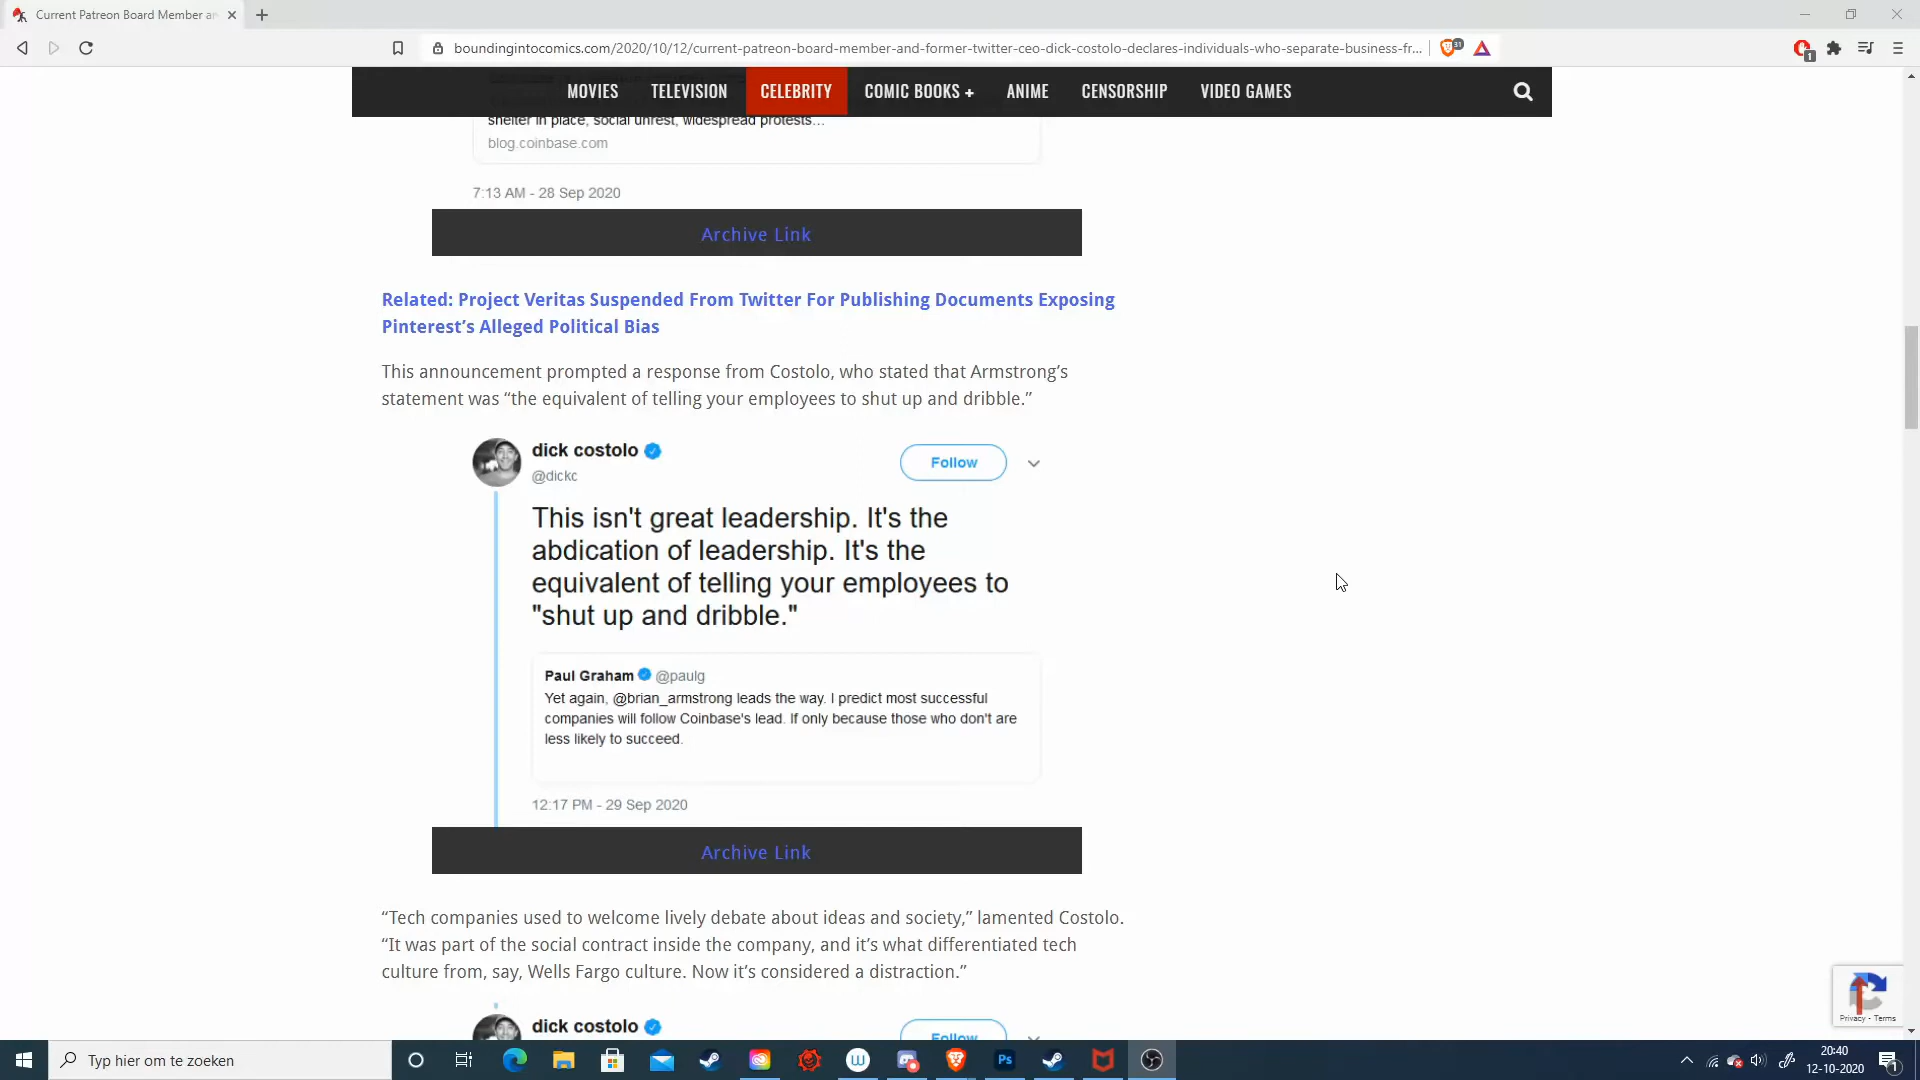 Current Patreon Board Member an
boundingintocomics.com/2020/10/12/current-patreon-board-member-and-former-twitter-ceo-dick-costolo-declares-individuals-who-separate-business-fr...
31
1
MOVIES TELEVISION CELEBRITY COMIC BOOKS + ANIME CENSORSHIP VIDEO GAMES
shelter in place, social unrest, widespread protests...
blog.coinbase.com
7:13 AM - 28 Sep 2020
Archive Link
Related: Project Veritas Suspended From Twitter For Publishing Documents Exposing
Pinterest’s Alleged Political Bias
This announcement prompted a response from Costolo, who stated that Armstrong’s
statement was “the equivalent of telling your employees to shut up and dribble.”
dick costolo
@dickc
Follow
This isn't great leadership. It's the
abdication of leadership. It's the
equivalent of telling your employees to
"shut up and dribble."
Paul Graham @paulg
Yet again, @brian_armstrong leads the way. I predict most successful
companies will follow Coinbase's lead. If only because those who don't are
less likely to succeed.
12:17 PM - 29 Sep 2020
Archive Link
“Tech companies used to welcome lively debate about ideas and society,” lamented Costolo.
“It was part of the social contract inside the company, and it’s what differentiated tech
culture from, say, Wells Fargo culture. Now it’s considered a distraction.”
dick costolo
Follow
Privacy - Terms
Typ hier om te zoeken
Ps
20:40
12-10-2020
1